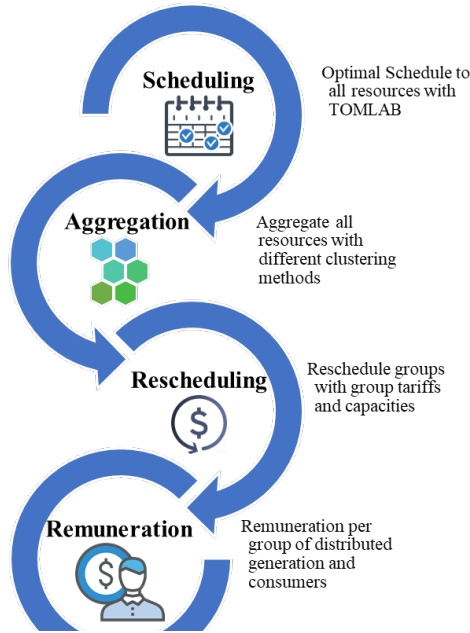 Scheduling
Optimal Schedule to
all resources with
TOMLAB
Aggregation
Aggregate all
resources with
different clustering
methods
Rescheduling
$
Reschedule groups
with group tariffs
and capacities
Remuneration
$
Remuneration per
group of distributed
generation and
consumers